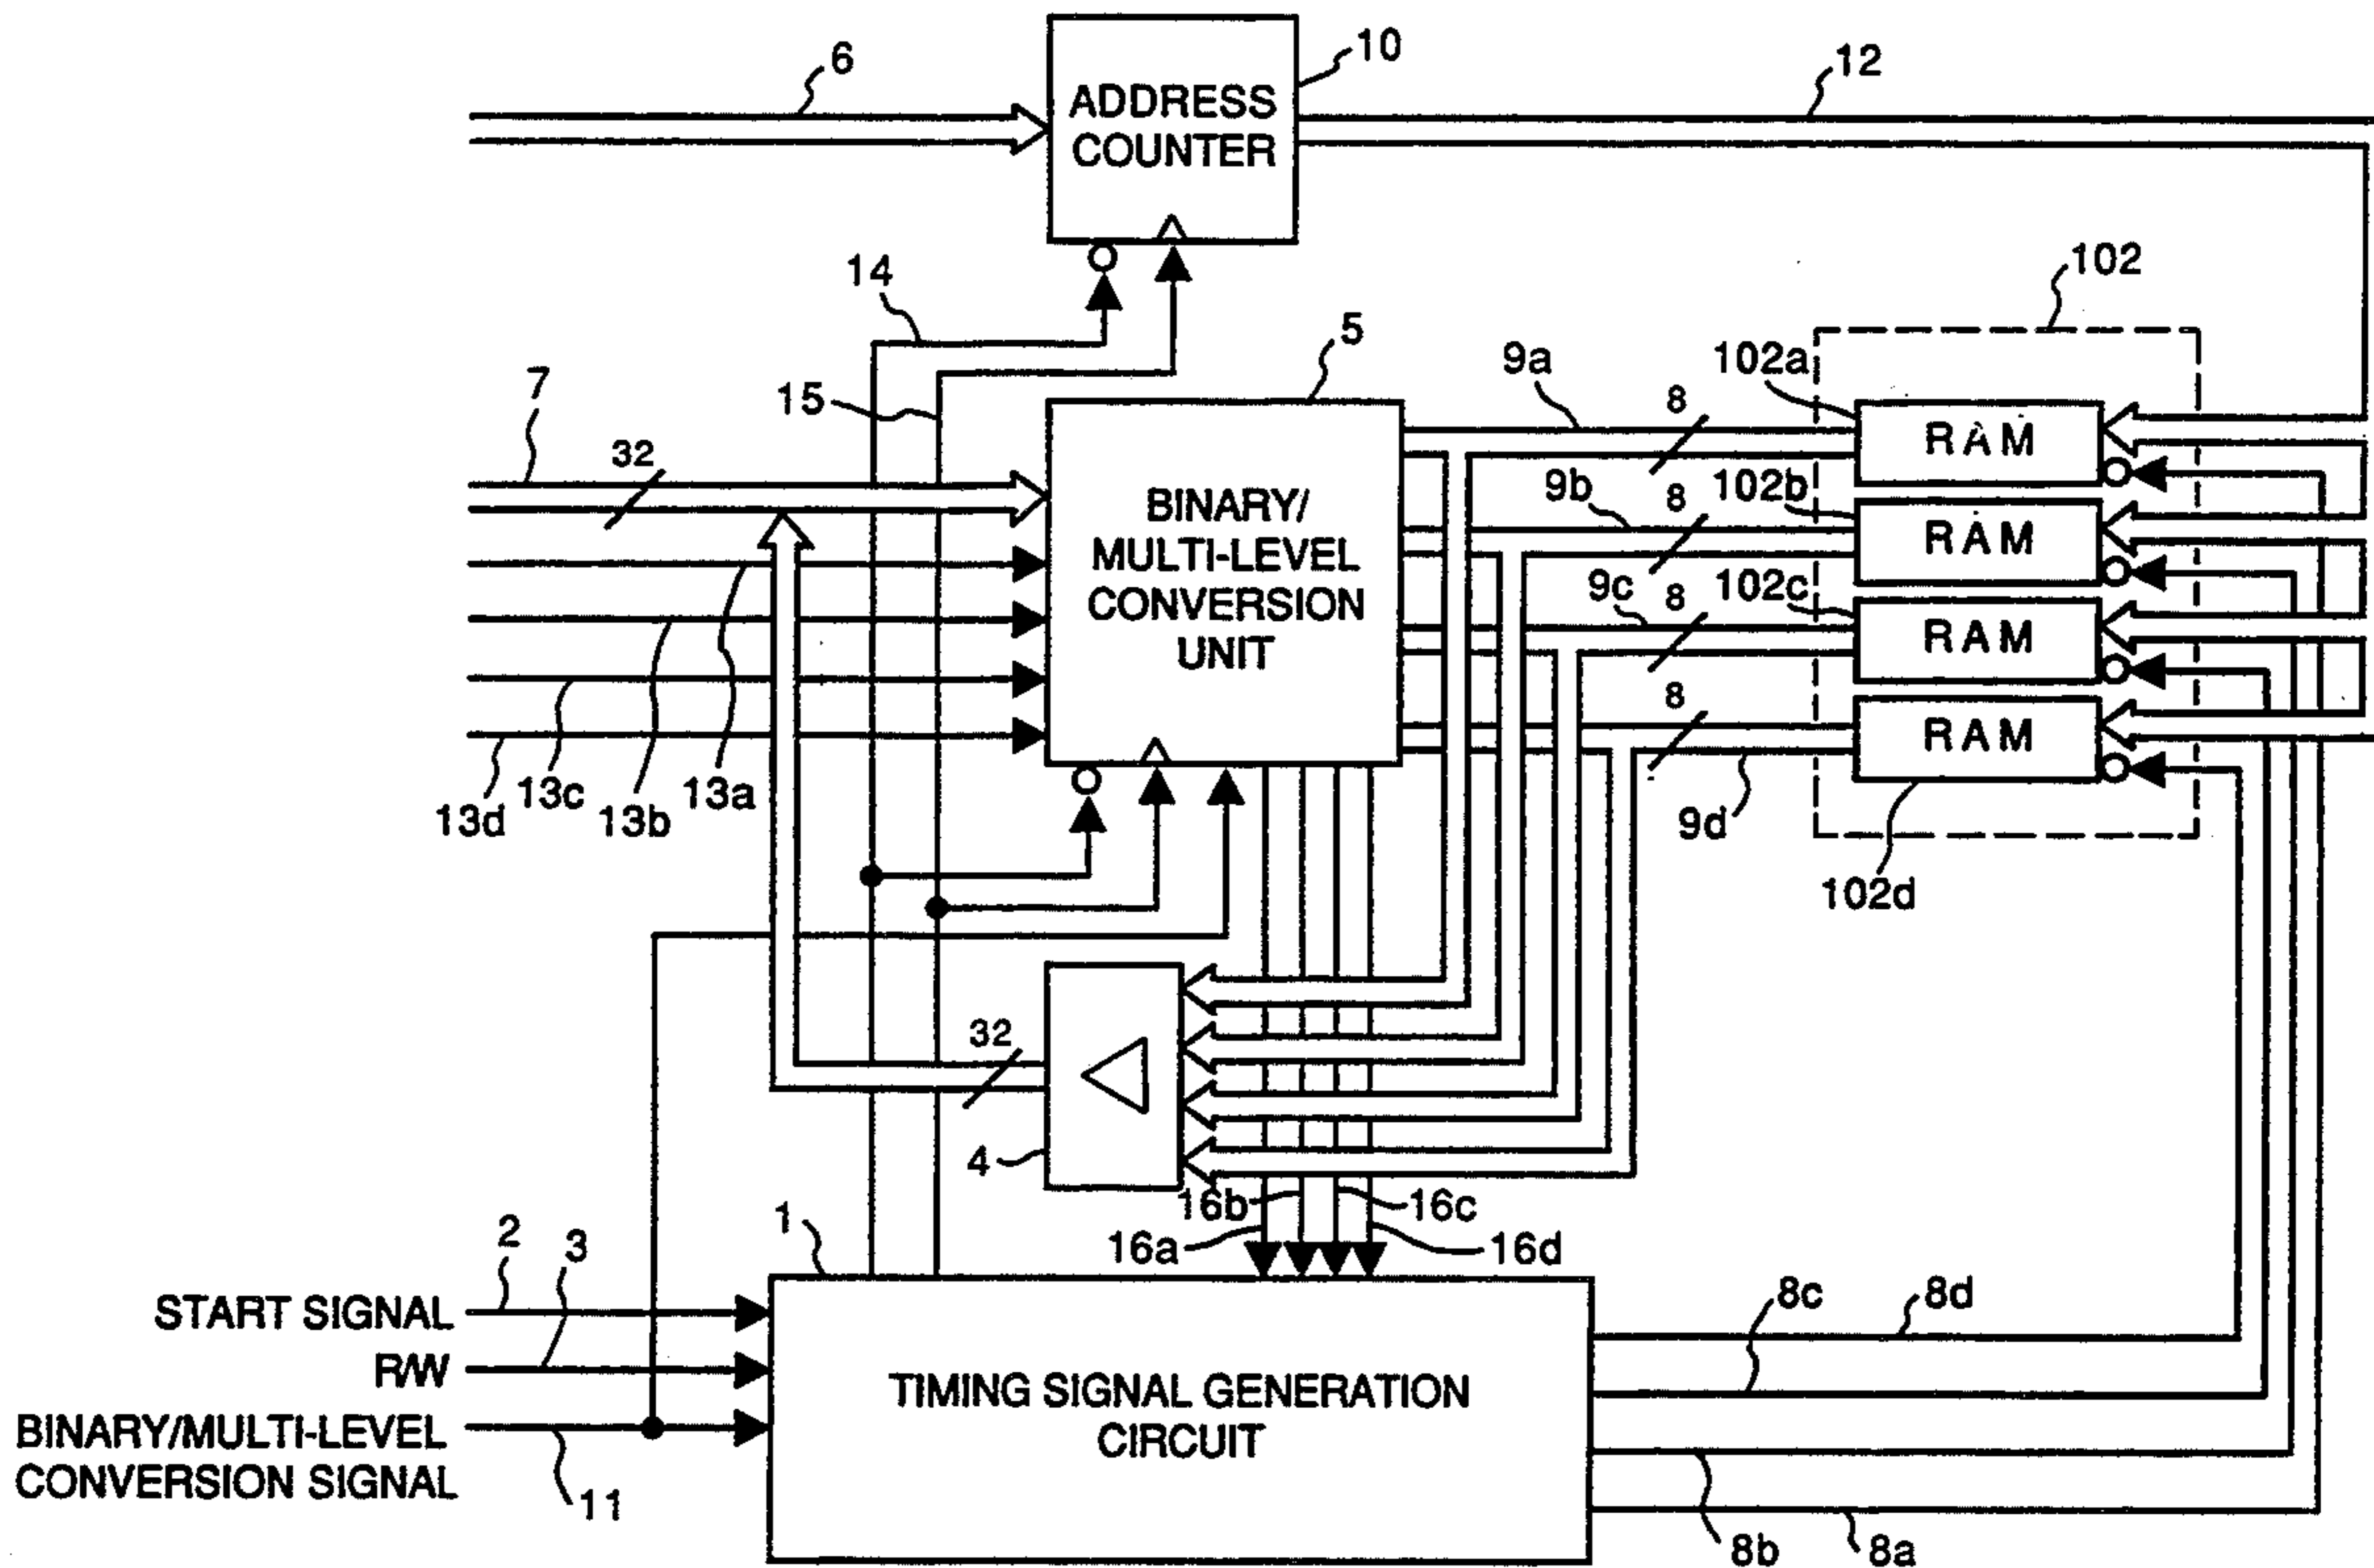 6
10
12
ADDRESS
COUNTER
14
102
5
9a
102a
7
15
8
RAM
32
9b
8
102b
BINARY/
MULTI-LEVEL
CONVERSION
UNIT
RAM
9c
8
102c
RAM
8
RAM
13d
13c
13b
13a
9d
102d
32
4
16b
16c
16a
16d
1
2
3
START SIGNAL
R/W
BINARY/MULTI-LEVEL
CONVERSION SIGNAL
11
TIMING SIGNAL GENERATION
CIRCUIT
8c
8d
8b
8a